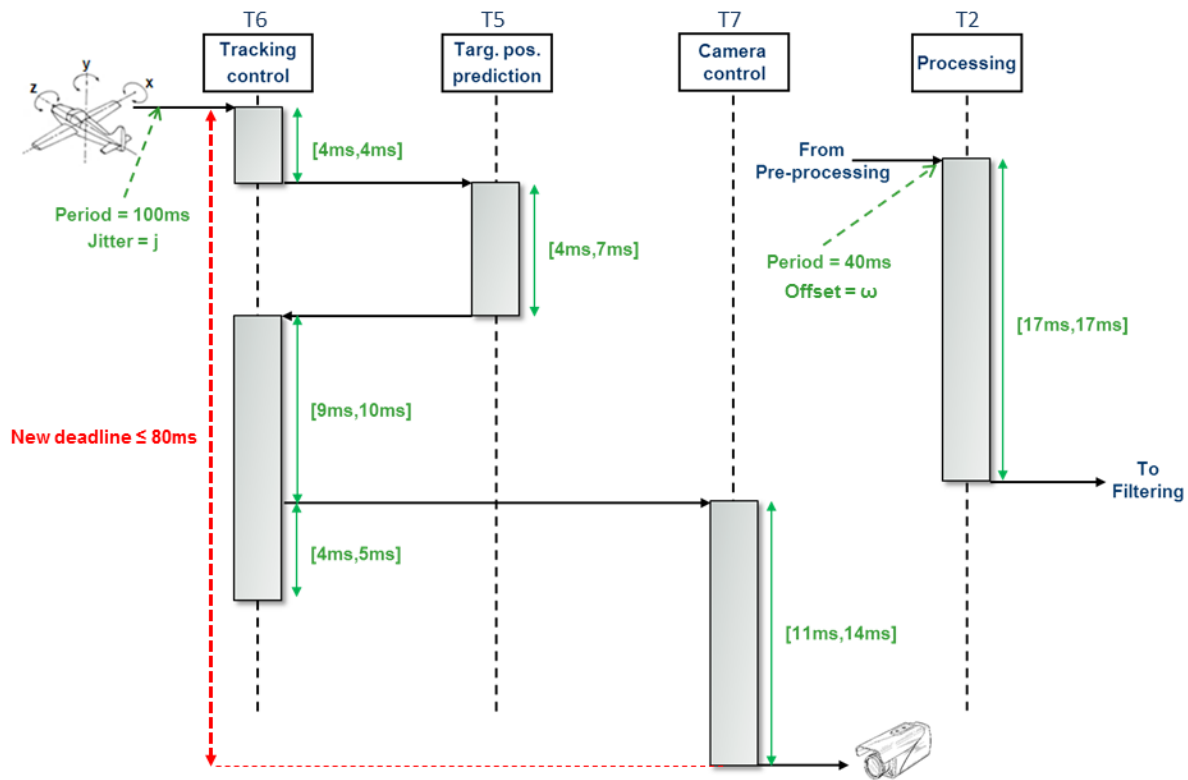 T6
T5
T7
T2
Tracking
control
Targ. pos.
prediction
Camera
control
Processing
y
z
x
[4ms,4ms]
From
Pre-processing
Period = 100ms
Jitter = j
[4ms,7ms]
Period = 40ms
Offset = ω
[17ms,17ms]
[9ms,10ms]
New deadline ≤ 80ms
To
Filtering
[4ms,5ms]
[11ms,14ms]